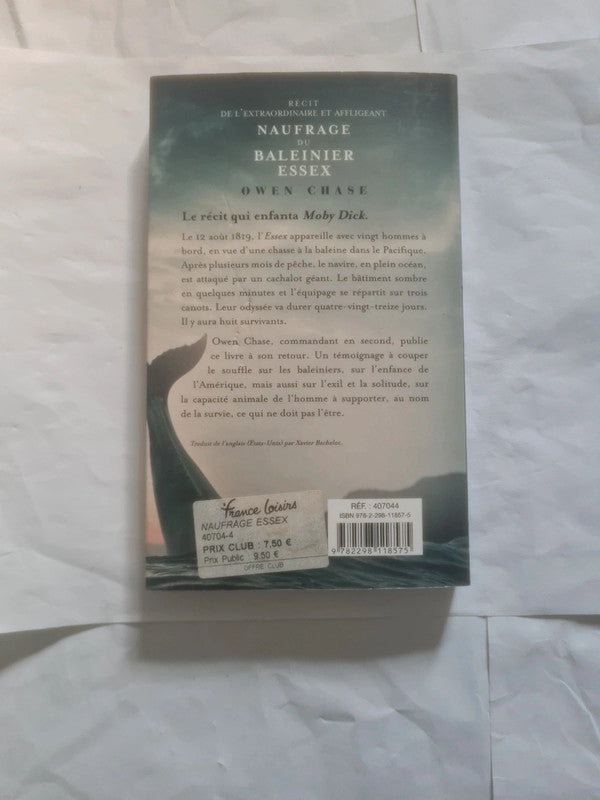 RÉCIT
DE L'EXTRAORDINAIRE ET AFFLIGEANT
NAUFRAGE
DU
BALEINIER
ESSEX
OWEN CHASE
Le récit qui enfanta Moby Dick.
Le 12 août 1819, l'Essex appareille avec vingt hommes à
bord, en vue d'une chasse à la baleine dans le Pacifique.
Après plusieurs mois de pêche, le navire, en plein océan,
est attaqué par un cachalot géant. Le bâtiment sombre
en quelques minutes et l'équipage se répartit sur trois
canots. Leur odyssée va durer quatre-vingt-treize jours.
Il y aura huit survivants.
Owen Chase, commandant en second, publie
ce livre à son retour. Un témoignage à couper
le souffle sur les baleiniers, sur l'enfance de
l'Amérique, mais aussi sur l'exil et la solitude, sur
la capacité animale de l'homme à supporter, au nom
de la survie, ce qui ne doit pas l'être.
Traduit de l'anglais (États-Unis) par Xavier Bachelot.
France Loisirs
NAUFRAGE ESSEX
40704-4
PRIX CLUB : 7,50 €
Prix Public : 9,50 €
OFFRE CLUB
RÉF. : 407044
ISBN 978-2-298-11857-5
9 782298 118575